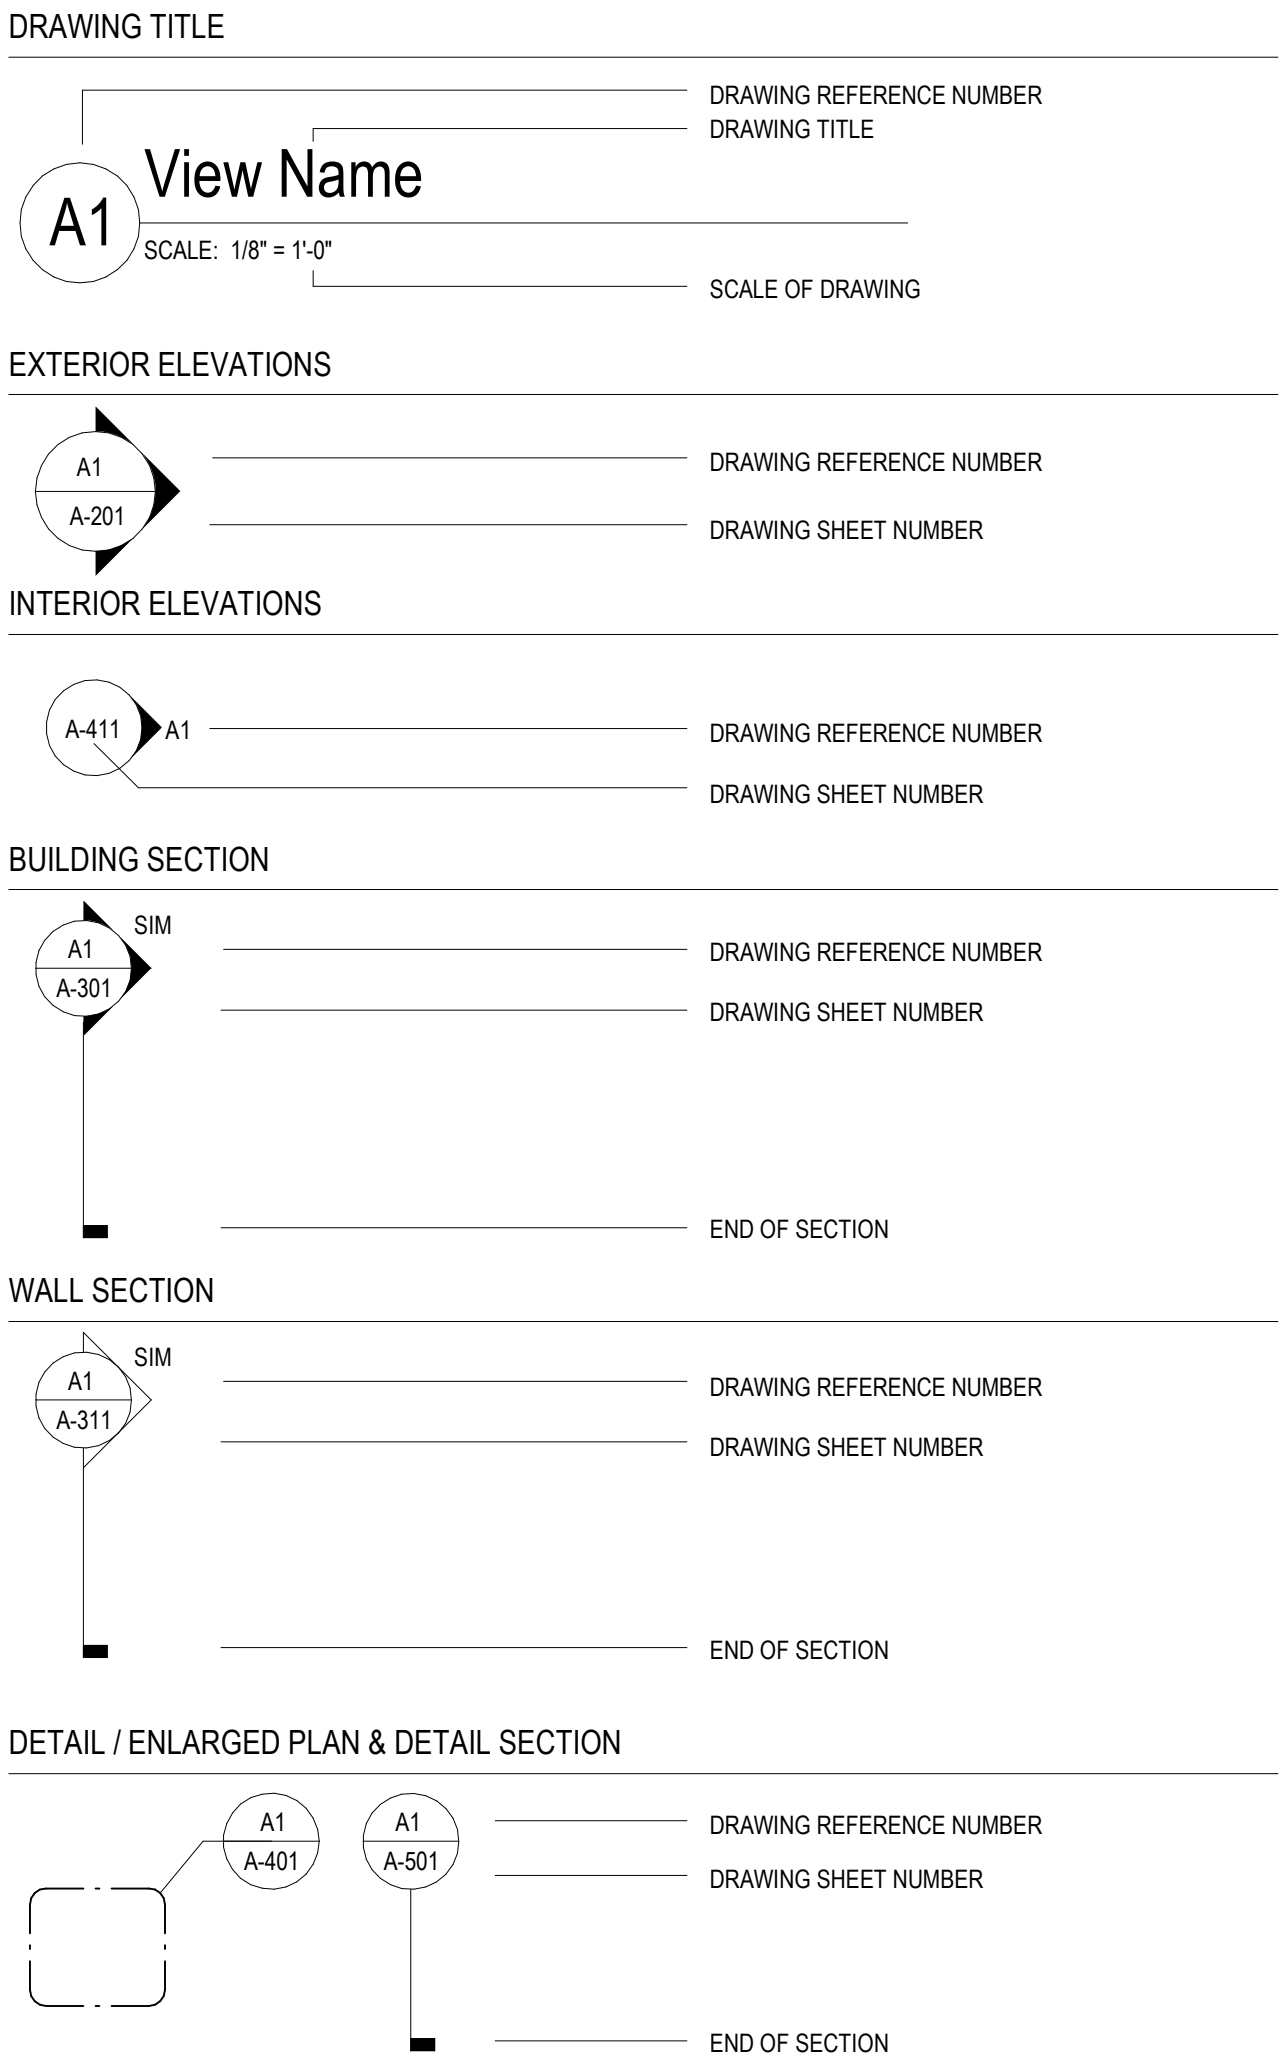 DRAWING TITLE
DRAWING REFERENCE NUMBER
DRAWING TITLE
View Name
A1
SCALE: 1/8" = 1'-0"
SCALE OF DRAWING
EXTERIOR ELEVATIONS
A1
DRAWING REFERENCE NUMBER
A-201
DRAWING SHEET NUMBER
INTERIOR ELEVATIONS
A-411 A1
DRAWING REFERENCE NUMBER
DRAWING SHEET NUMBER
BUILDING SECTION
SIM
A1
DRAWING REFERENCE NUMBER
A-301
DRAWING SHEET NUMBER
END OF SECTION
WALL SECTION
SIM
A1
DRAWING REFERENCE NUMBER
A-311
DRAWING SHEET NUMBER
END OF SECTION
DETAIL / ENLARGED PLAN & DETAIL SECTION
A1 A1
DRAWING REFERENCE NUMBER
A-401 A-501
DRAWING SHEET NUMBER
END OF SECTION